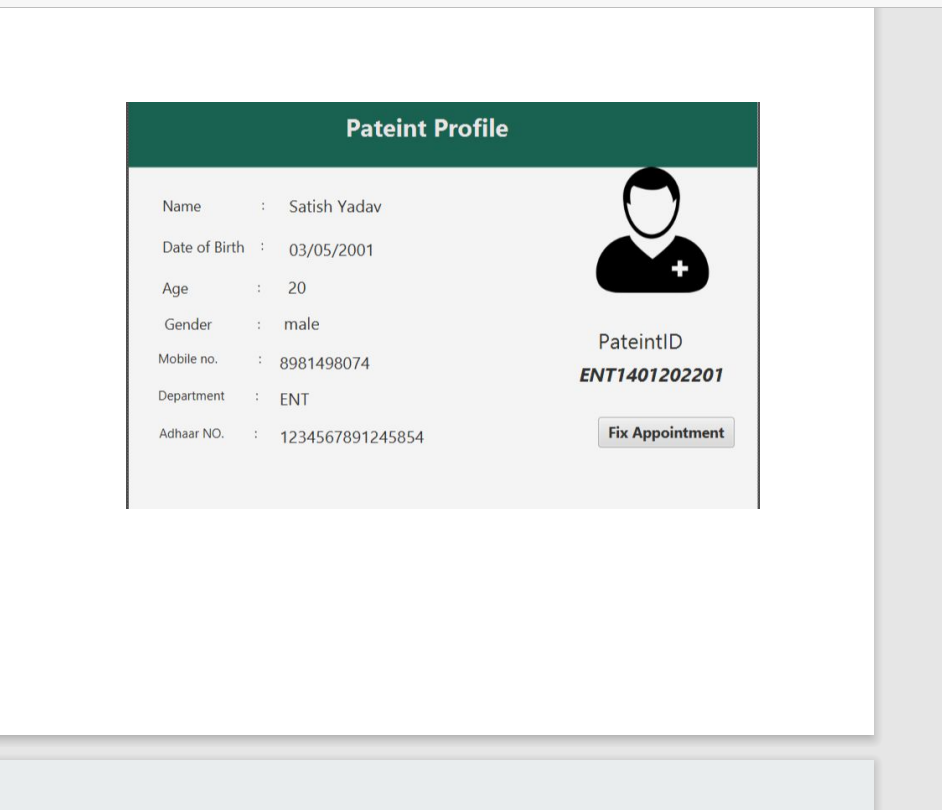 Pateint Profile
Name : Satish Yadav
Date of Birth : 03/05/2001
Age : 20
Gender : male
Mobile no. : 8981498074
Department : ENT
Adhaar NO. : 1234567891245854
PateintID
ENT1401202201
Fix Appointment